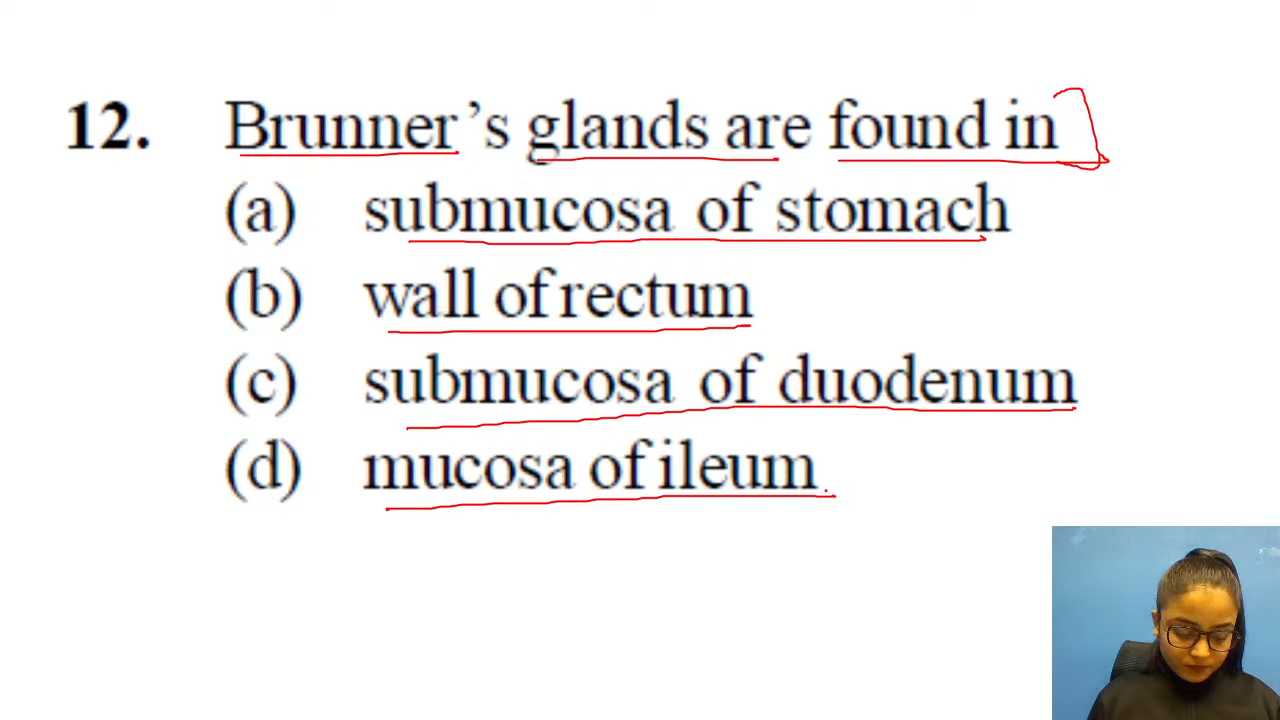 12. Brunner’s glands are found in
(a) submucosa of stomach
(b) wall of rectum
(c) submucosa of duodenum
(d) mucosa of ileum